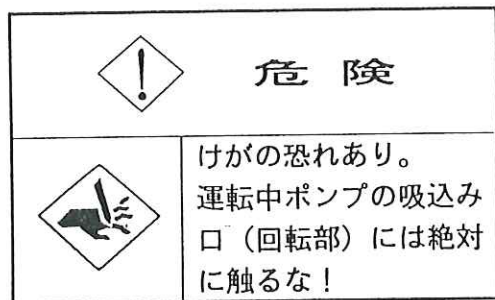 危険
けがの恐れあり。
運転中ポンプの吸込み
口（回転部）には絶対
に触るな！